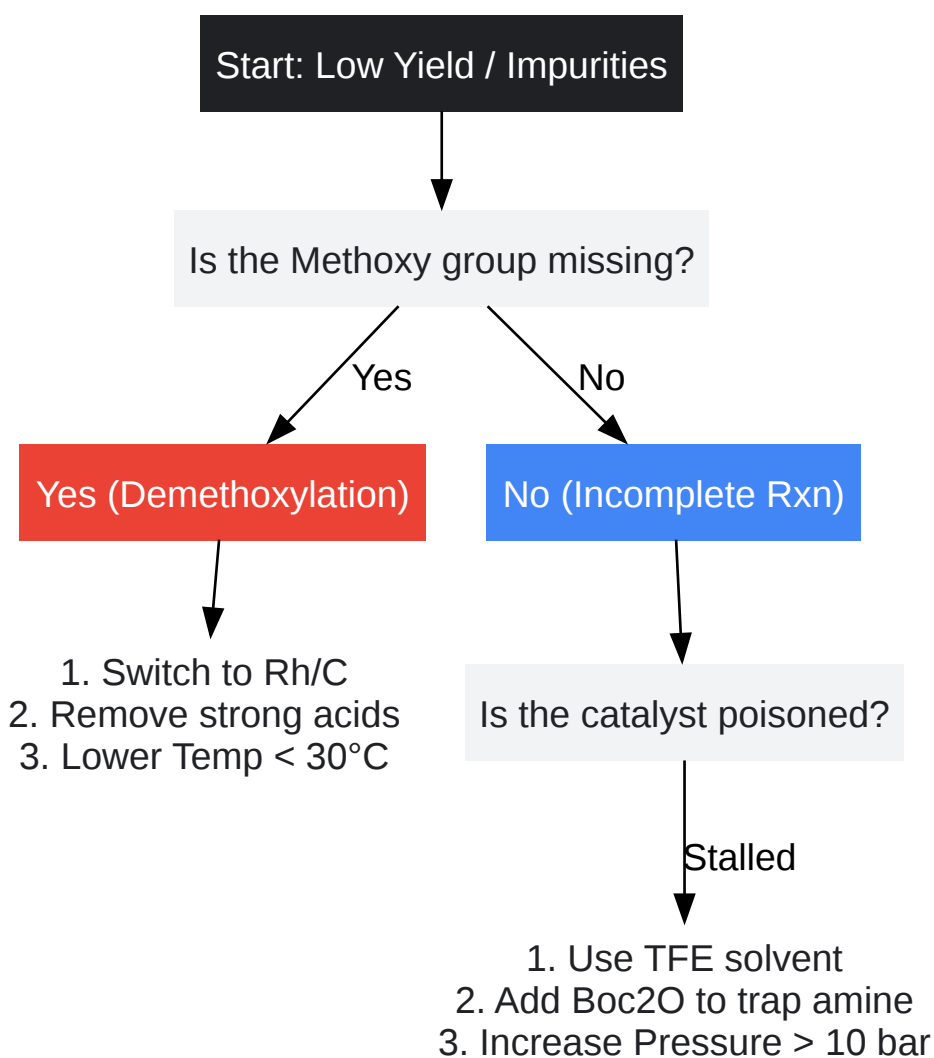 Start: Low Yield / Impurities
Is the Methoxy group missing?
Yes
No
Yes (Demethoxylation)
No (Incomplete Rxn)
1. Switch to Rh/C
2. Remove strong acids
3. Lower Temp < 30°C
Is the catalyst poisoned?
Stalled
1. Use TFE solvent
2. Add Boc2O to trap amine
3. Increase Pressure > 10 bar